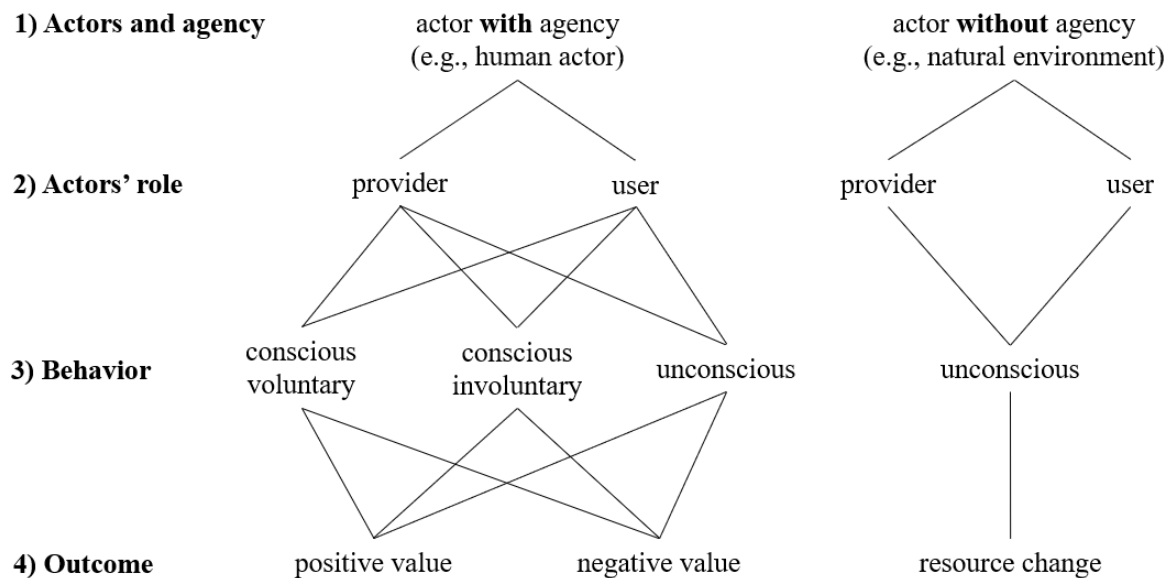 1) Actors and agency
actor with agency
(e.g., human actor)
actor without agency
(e.g., natural environment)
2) Actors’ role
provider
user
provider
user
3) Behavior
conscious
voluntary
conscious
involuntary
unconscious
unconscious
4) Outcome
positive value
negative value
resource change